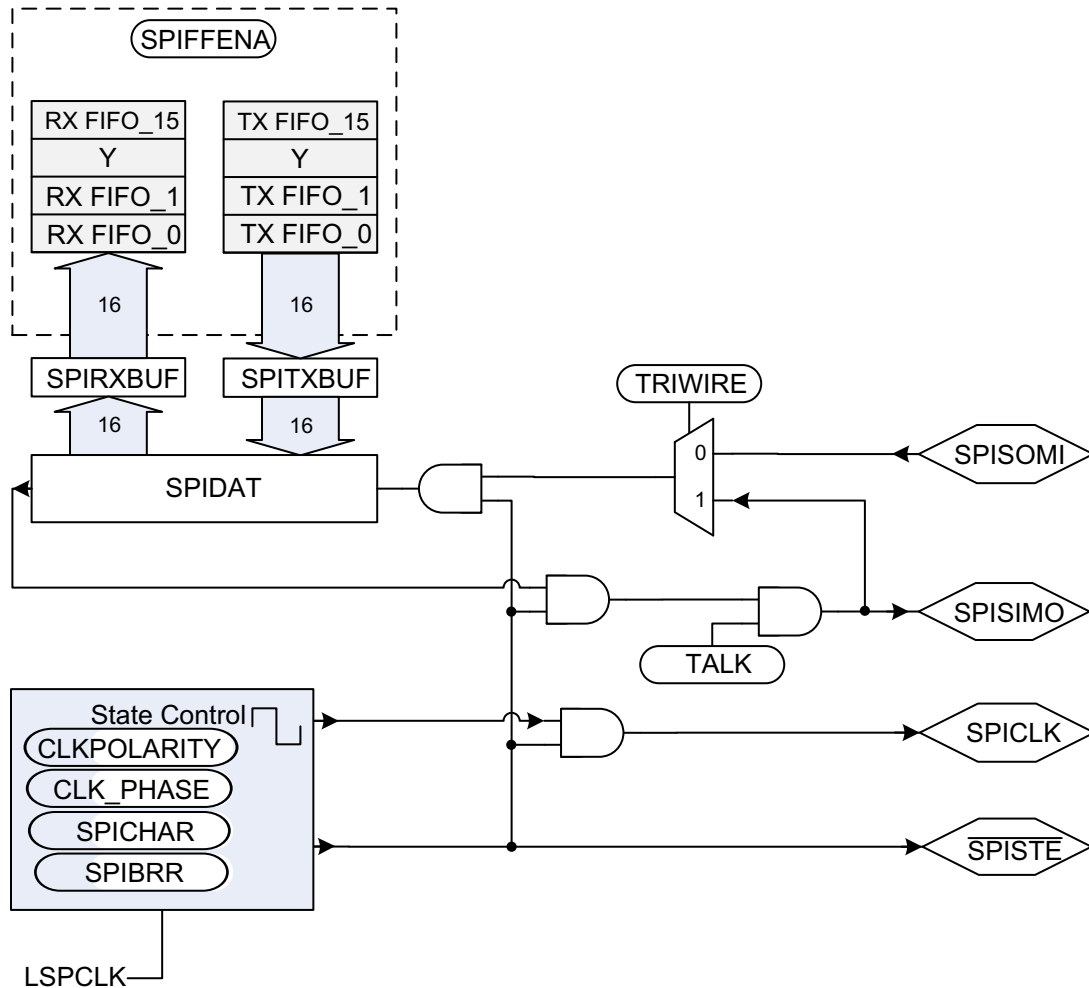 SPIFFENA
RX FIFO_15
Y
RX FIFO_1
RX FIFO_0
TX FIFO_15
Y
TX FIFO_1
TX FIFO_0
16
16
SPIRXBUF
SPITXBUF
16
16
SPIDAT
TRIWIRE
0
1
SPISOMI
SPISIMO
TALK
State Control
CLKPOLARITY
CLK_PHASE
SPICHAR
SPIBRR
SPICLK
SPISTE
LSPCLK